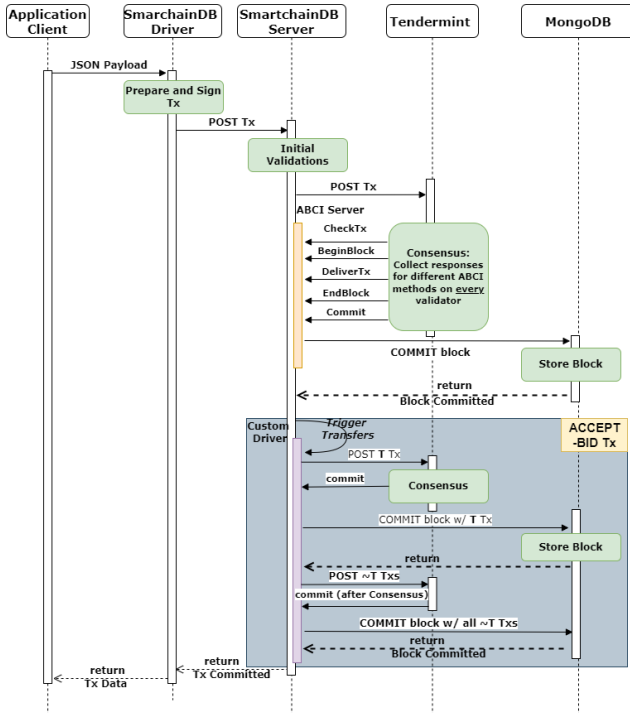 Application
Client
SmarchainDB
Driver
SmartchainDB
Server
Tendermint
MongoDB
JSON Payload
Prepare and Sign
Tx
POST Tx
Initial
Validations
POST Tx
ABCI Server
CheckTx
BeginBlock
DeliverTx
EndBlock
Commit
Consensus:
Collect responses
for different ABCI
methods on every
validator
COMMIT block
Store Block
return
Block Committed
Custom
Driver
Trigger
Transfers
ACCEPT
-BID Tx
POST T Tx
commit
Consensus
COMMIT block w/ T Tx
Store Block
return
POST ~T Txs
commit (after Consensus)
COMMIT block w/ all ~T Txs
return
Block Committed
return
Tx Committed
return
Tx Data